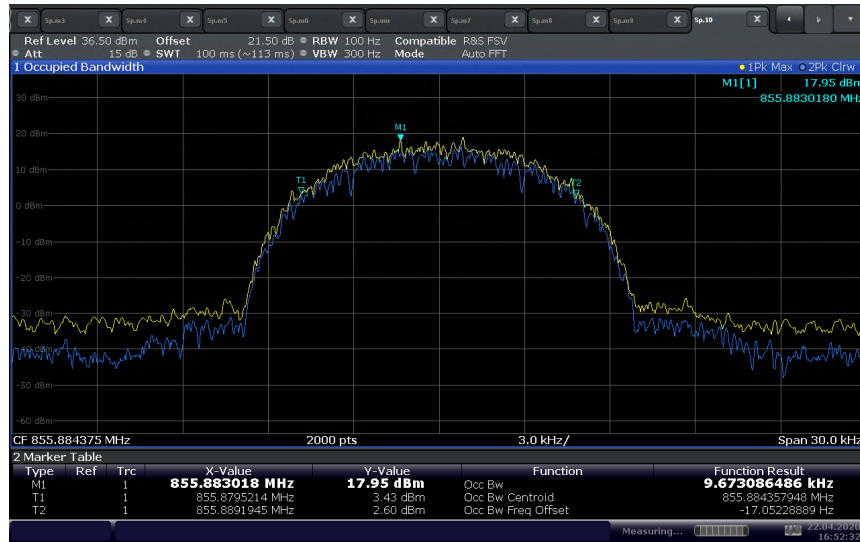 Sp.m3 X Sp.m4 X Sp.m5 X Sp.m6 X Sp.nm X Sp.m7 X Sp.m8 X Sp.m9 X Sp.10 X
Ref Level 36.50 dBm Offset 21.50 dB RBW 100 Hz Compatible R&S FSV
Att 15 dB SWT 100 ms (~113 ms) VBW 300 Hz Mode Auto FFT
1 Occupied Bandwidth 1Pk Max 2Pk Clrw
M1[1] 17.95 dBm
855.8830180 MHz
30 dBm
20 dBm
M1
10 dBm
T1
T2
0 dBm
-10 dBm
-20 dBm
-30 dBm
-40 dBm
-50 dBm
-60 dBm
CF 855.884375 MHz 2000 pts 3.0 kHz/ Span 30.0 kHz
2 Marker Table
Type Ref Trc X-Value Y-Value Function Function Result
M1 1 855.883018 MHz 17.95 dBm Occ Bw 9.673086486 kHz
T1 1 855.8795214 MHz 3.43 dBm Occ Bw Centroid 855.884357948 MHz
T2 1 855.8891945 MHz 2.60 dBm Occ Bw Freq Offset -17.05228889 Hz
Measuring... 22.04.2020
16:52:32